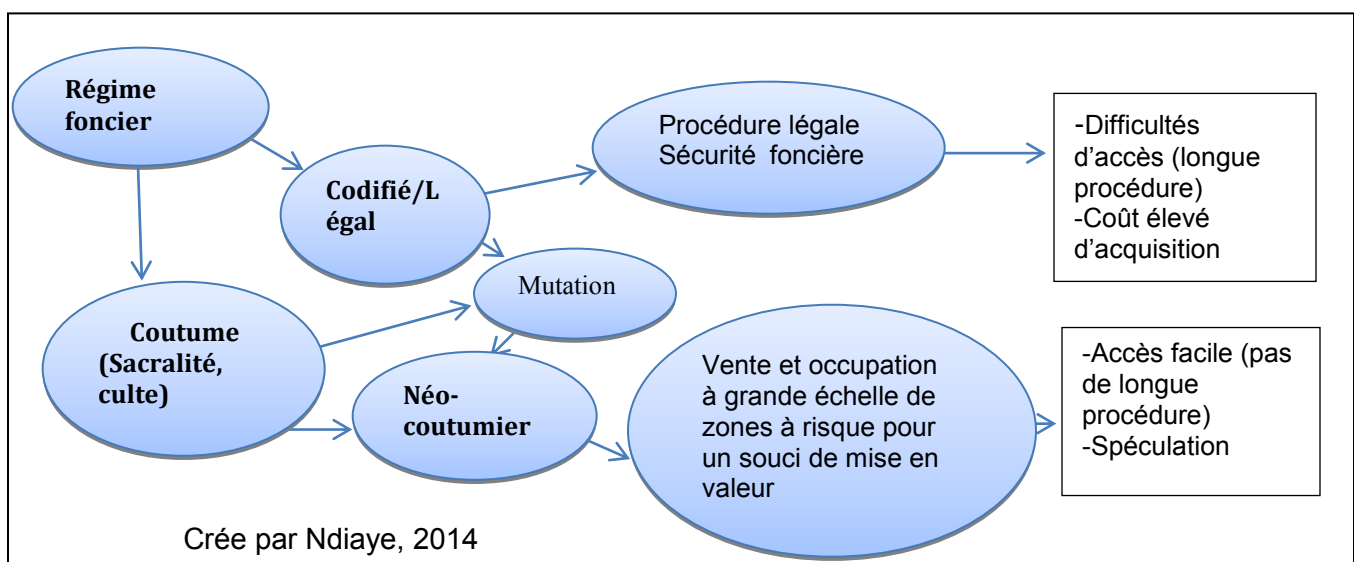 Régime
foncier
Codifié/L
égal
Procédure légale
Sécurité foncière
-Difficultés
d’accès (longue
procédure)
-Coût élevé
d’acquisition
Mutation
Coutume
(Sacralité,
culte)
Néo-
coutumier
Vente et occupation
à grande échelle de
zones à risque pour
un souci de mise en
valeur
-Accès facile (pas
de longue
procédure)
-Spéculation
Crée par Ndiaye, 2014